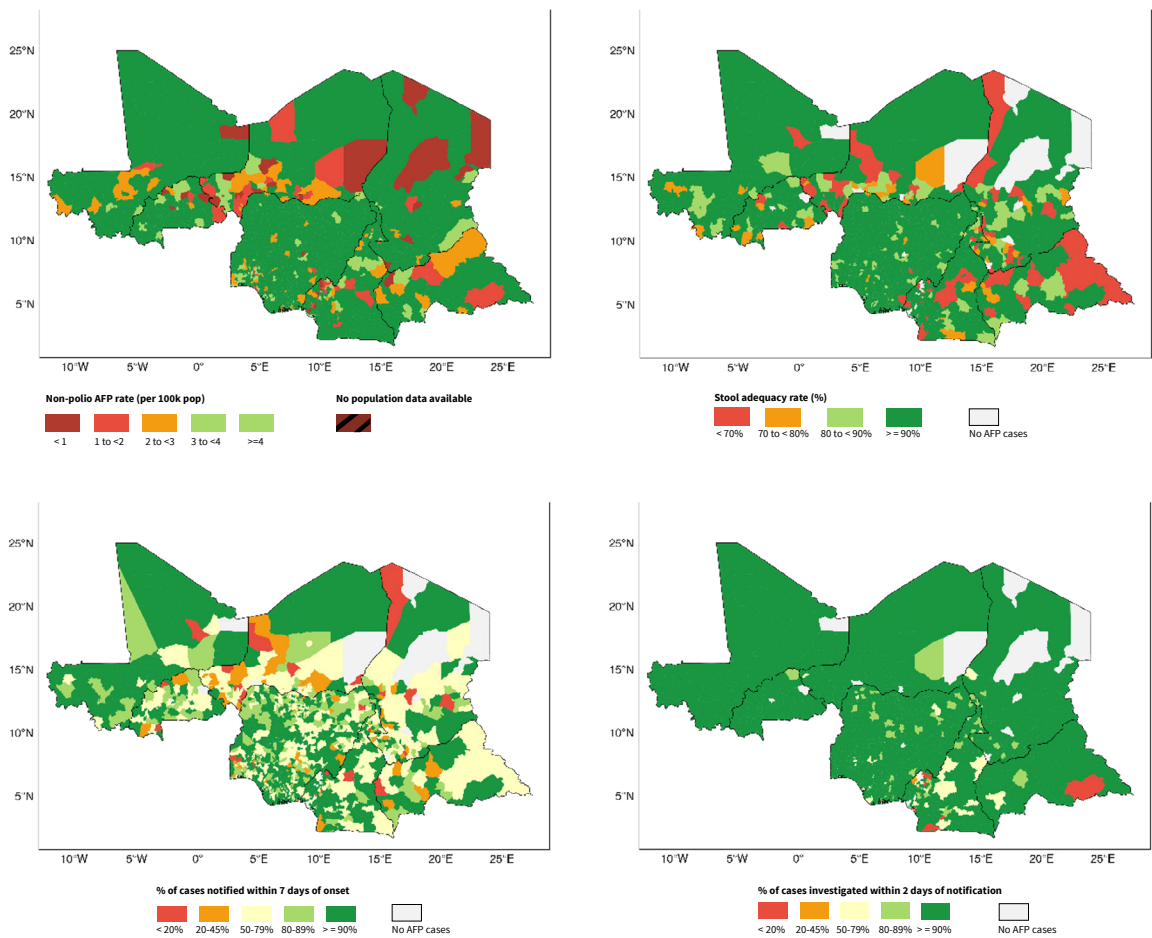 25°N
20°N
15°N
10°N
5°N
10°W 5°W 0° 5°E 10°E 15°E 20°E 25°E
Non-polio AFP rate (per 100k pop)
< 1 1 to <2 2 to <3 3 to <4 >=4
No population data available
25°N
20°N
15°N
10°N
5°N
10°W 5°W 0° 5°E 10°E 15°E 20°E 25°E
Stool adequacy rate (%)
< 70% 70 to < 80% 80 to < 90% > = 90% No AFP cases
25°N
20°N
15°N
10°N
5°N
10°W 5°W 0° 5°E 10°E 15°E 20°E 25°E
% of cases notified within 7 days of onset
< 20% 20-45% 50-79% 80-89% > = 90% No AFP cases
25°N
20°N
15°N
10°N
5°N
10°W 5°W 0° 5°E 10°E 15°E 20°E 25°E
% of cases investigated within 2 days of notification
< 20% 20-45% 50-79% 80-89% > = 90% No AFP cases